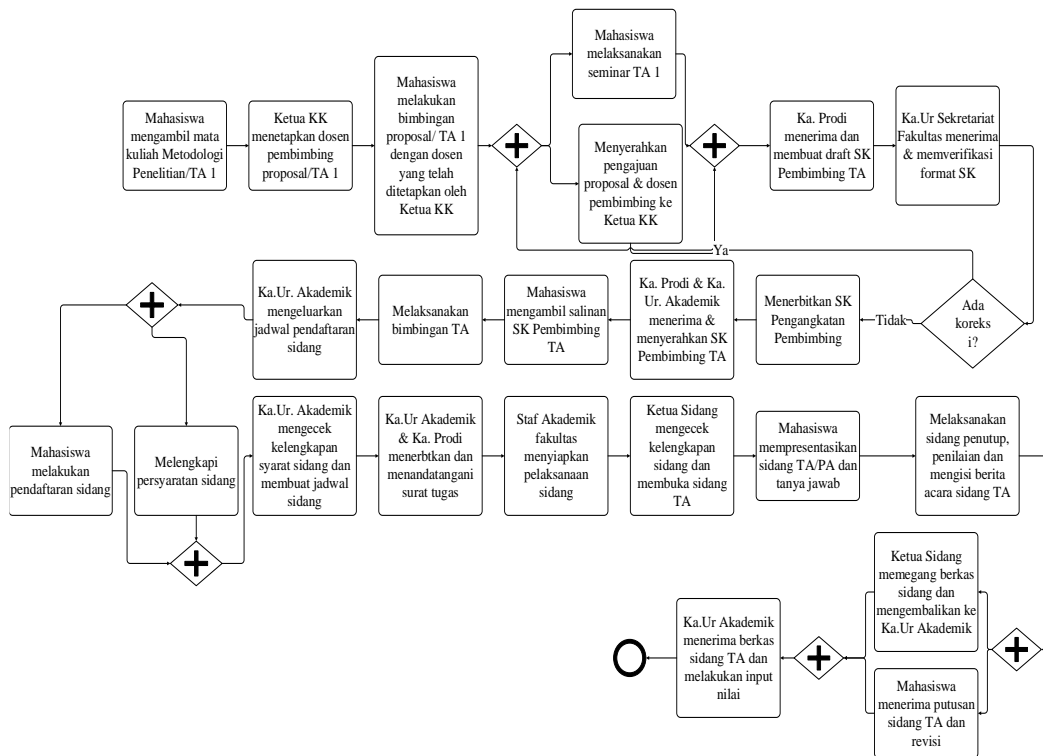 Mahasiswa
mengambil mata
kuliah Metodologi
Penelitian/TA 1
Ketua KK
menetapkan dosen
pembimbing
proposal/TA 1
Mahasiswa
melakukan
bimbingan
proposal/ TA 1
dengan dosen
yang telah
ditetapkan oleh
Ketua KK
Mahasiswa
melaksanakan
seminar TA 1
Menyerahkan
pengajuan
proposal & dosen
pembimbing ke
Ketua KK
Ka. Prodi
menerima dan
membuat draft SK
Pembimbing TA
Ka.Ur Sekretariat
Fakultas menerima
& memverifikasi
format SK
Ya
Ada
koreks
i?
Tidak
Menerbitkan SK
Pengangkatan
Pembimbing
Ka. Prodi & Ka.
Ur. Akademik
menerima &
menyerahkan SK
Pembimbing TA
Mahasiswa
mengambil salinan
SK Pembimbing
TA
Melaksanakan
bimbingan TA
Ka.Ur. Akademik
mengeluarkan
jadwal pendaftaran
sidang
Mahasiswa
melakukan
pendaftaran sidang
Melengkapi
persyaratan sidang
Ka.Ur. Akademik
mengecek
kelengkapan
syarat sidang dan
membuat jadwal
sidang
Ka.Ur Akademik
& Ka. Prodi
menerbtkan dan
menandatangani
surat tugas
Staf Akademik
fakultas
menyiapkan
pelaksanaan
sidang
Ketua Sidang
mengecek
kelengkapan
sidang dan
membuka sidang
TA
Mahasiswa
mempresentasikan
sidang TA/PA dan
tanya jawab
Melaksanakan
sidang penutup,
penilaian dan
mengisi berita
acara sidang TA
Ketua Sidang
memegang berkas
sidang dan
mengembalikan ke
Ka.Ur Akademik
Mahasiswa
menerima putusan
sidang TA dan
revisi
Ka.Ur Akademik
menerima berkas
sidang TA dan
melakukan input
nilai